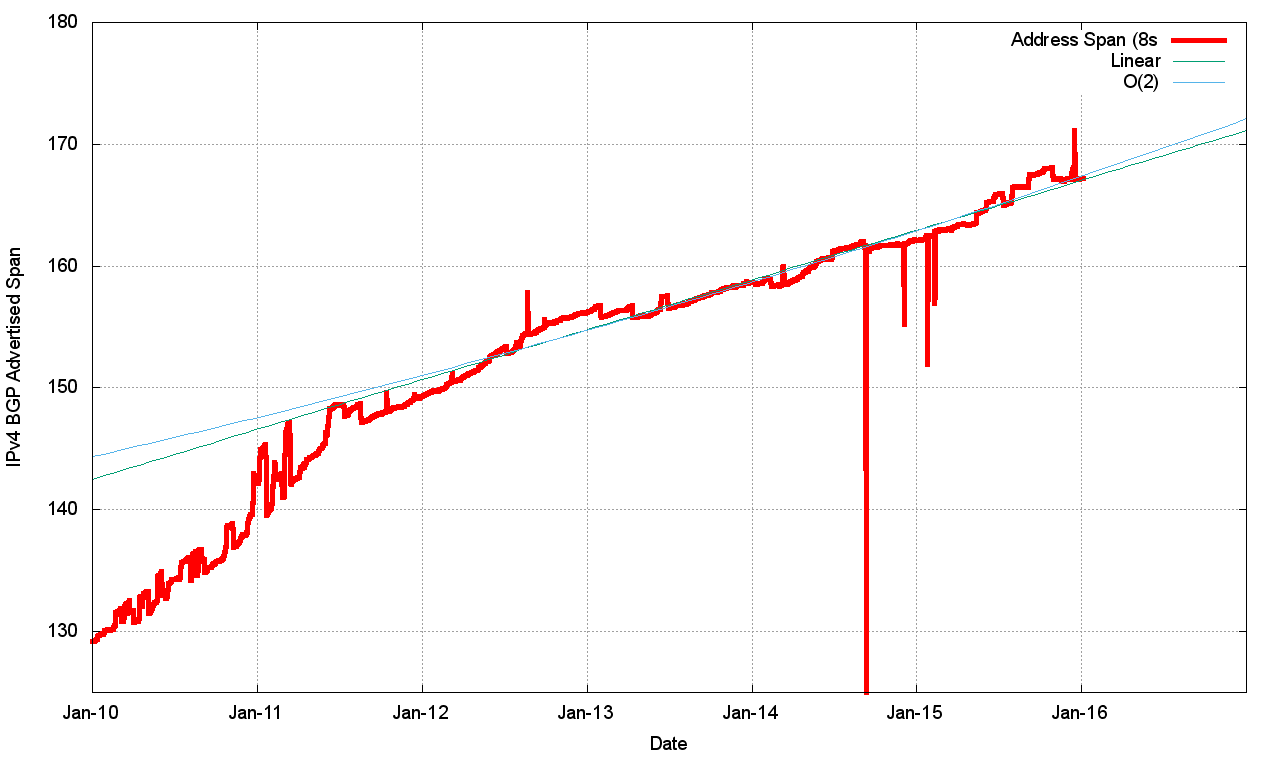 180
170
160
150
140
130
IPv4 BGP Advertised Span
Address Span (8s
Linear
O(2)
Jan-10 Jan-11 Jan-12 Jan-13 Jan-14 Jan-15 Jan-16
Date